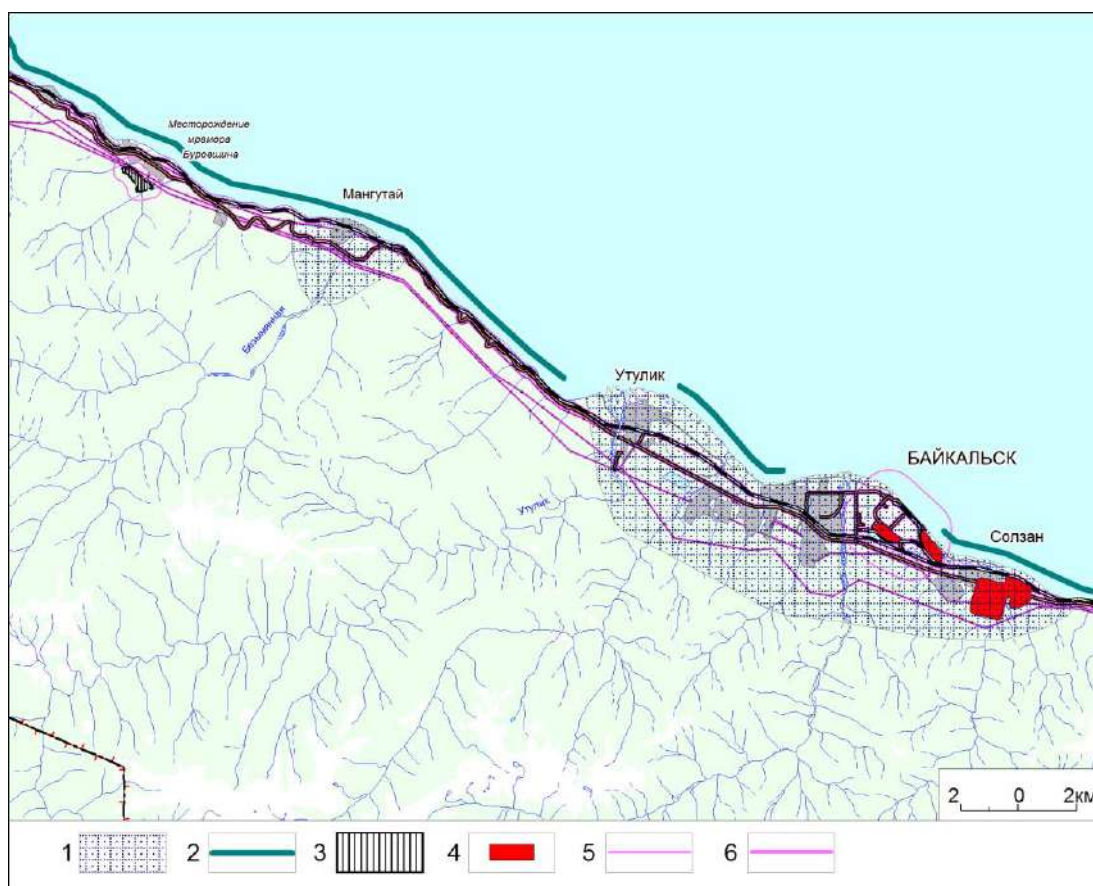 Месторождение
мрамора
Буровщина
Мангутай
Безымянная
Утулик
БАЙКАЛЬСК
Солзан
Утулик
2 0 2км
1 2 3 4 5 6